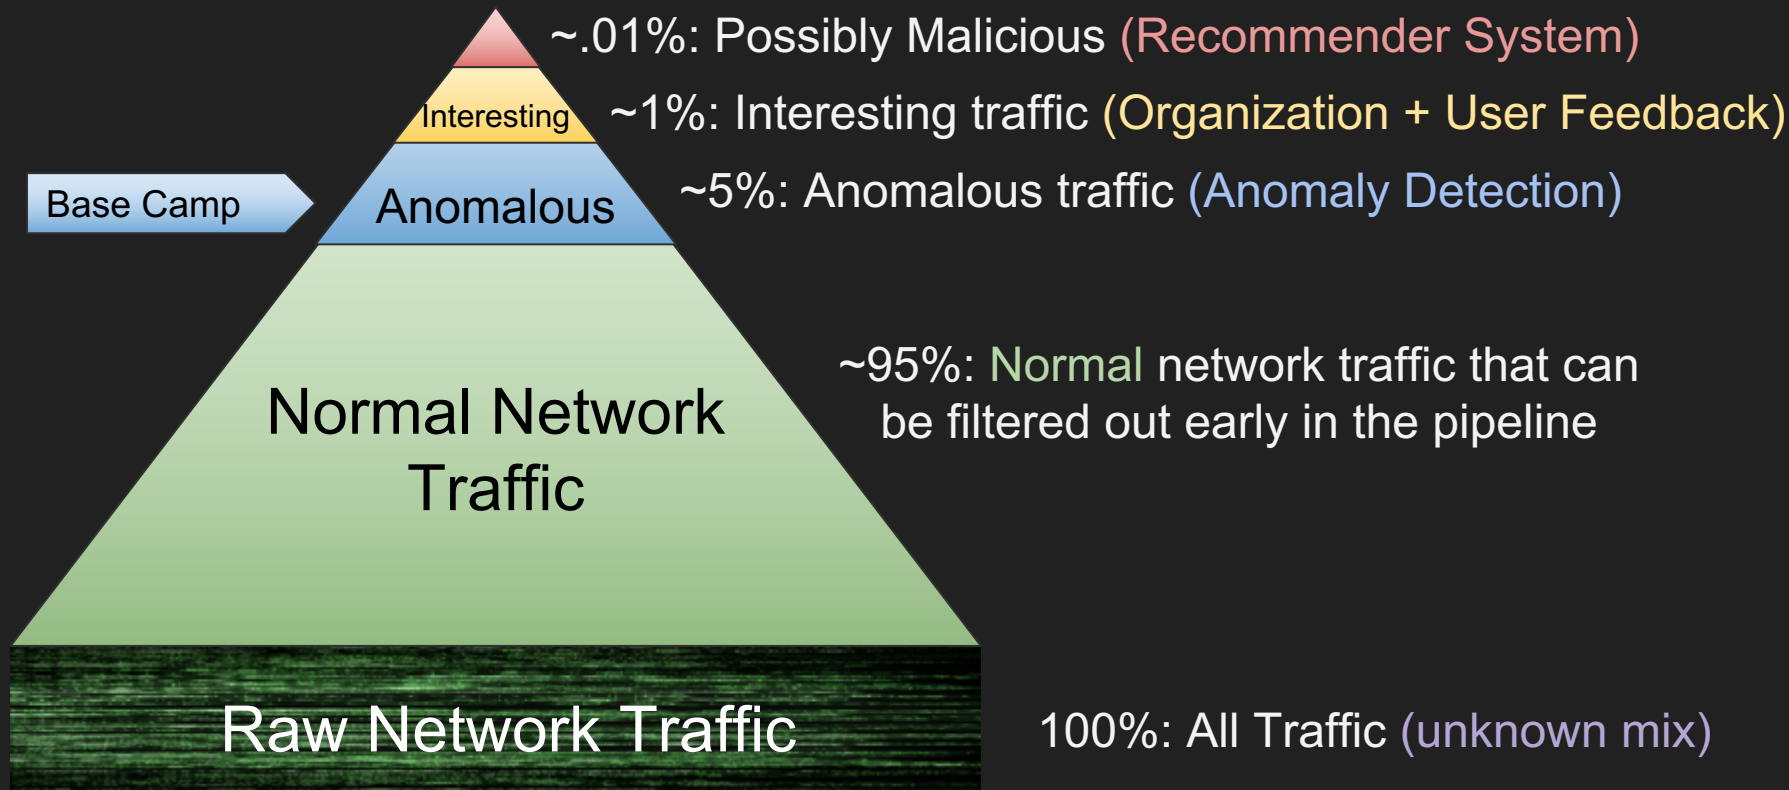 ~.01%: Possibly Malicious (Recommender System)
Interesting
~1%: Interesting traffic (Organization + User Feedback)
Base Camp
Anomalous
~5%: Anomalous traffic (Anomaly Detection)
Normal Network
Traffic
~95%: Normal network traffic that can
be filtered out early in the pipeline
Raw Network Traffic
100%: All Traffic (unknown mix)